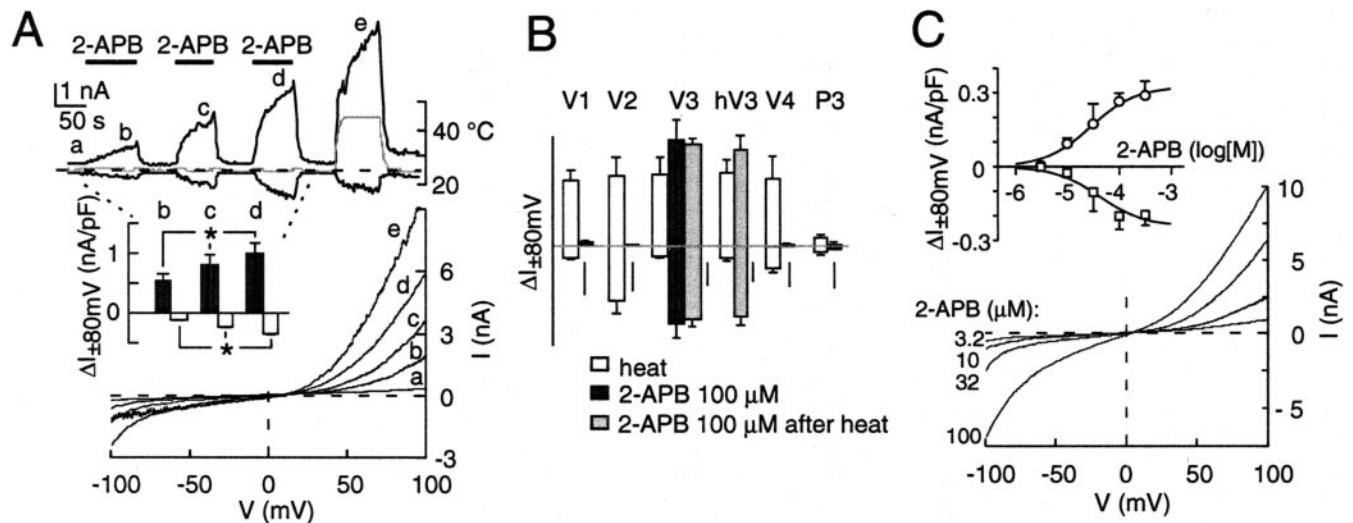 A
2-APB 2-APB 2-APB
1 nA
50 s
a b c d e
40 °C
20
b c d
ΔI±80mV (nA/pF)
1
0
*
*
e
d
c
b
a
6
3
0
-3
I (nA)
-100 -50 0 50 100
V (mV)
B
V1 V2 V3 hV3 V4 P3
ΔI±80mV
heat
2-APB 100 µM
2-APB 100 µM after heat
C
ΔI±80mV (nA/pF)
0.3
0
-0.3
2-APB (log[M])
-6 -5 -4 -3
2-APB (µM):
3.2
10
32
100
10
5
0
- 5
I (nA)
-100 -50 0 50 100
V (mV)